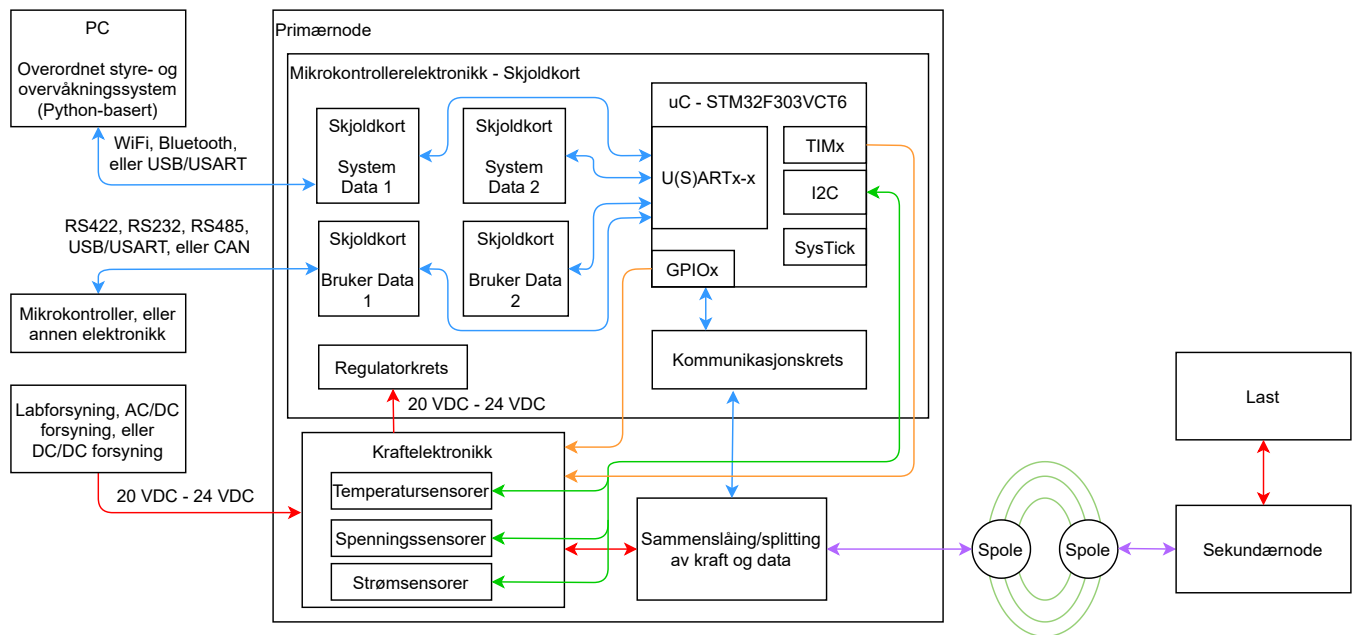 PC
Overordnet styre- og
overvåkningssystem
(Python-basert)
WiFi, Bluetooth,
eller USB/USART
RS422, RS232, RS485,
USB/USART, eller CAN
Mikrokontroller, eller
annen elektronikk
Labforsyning, AC/DC
forsyning, eller
DC/DC forsyning
20 VDC - 24 VDC
Primærnode
Mikrokontrollerelektronikk - Skjoldkort
Skjoldkort
System
Data 1
Skjoldkort
System
Data 2
Skjoldkort
Bruker Data
1
Skjoldkort
Bruker Data
2
uC - STM32F303VCT6
U(S)ARTx-x
TIMx
I2C
SysTick
GPIOx
Regulatorkrets
Kommunikasjonskrets
20 VDC - 24 VDC
Kraftelektronikk
Temperatursensorer
Spenningssensorer
Strømsensorer
Sammenslåing/splitting
av kraft og data
Spole
Spole
Last
Sekundærnode